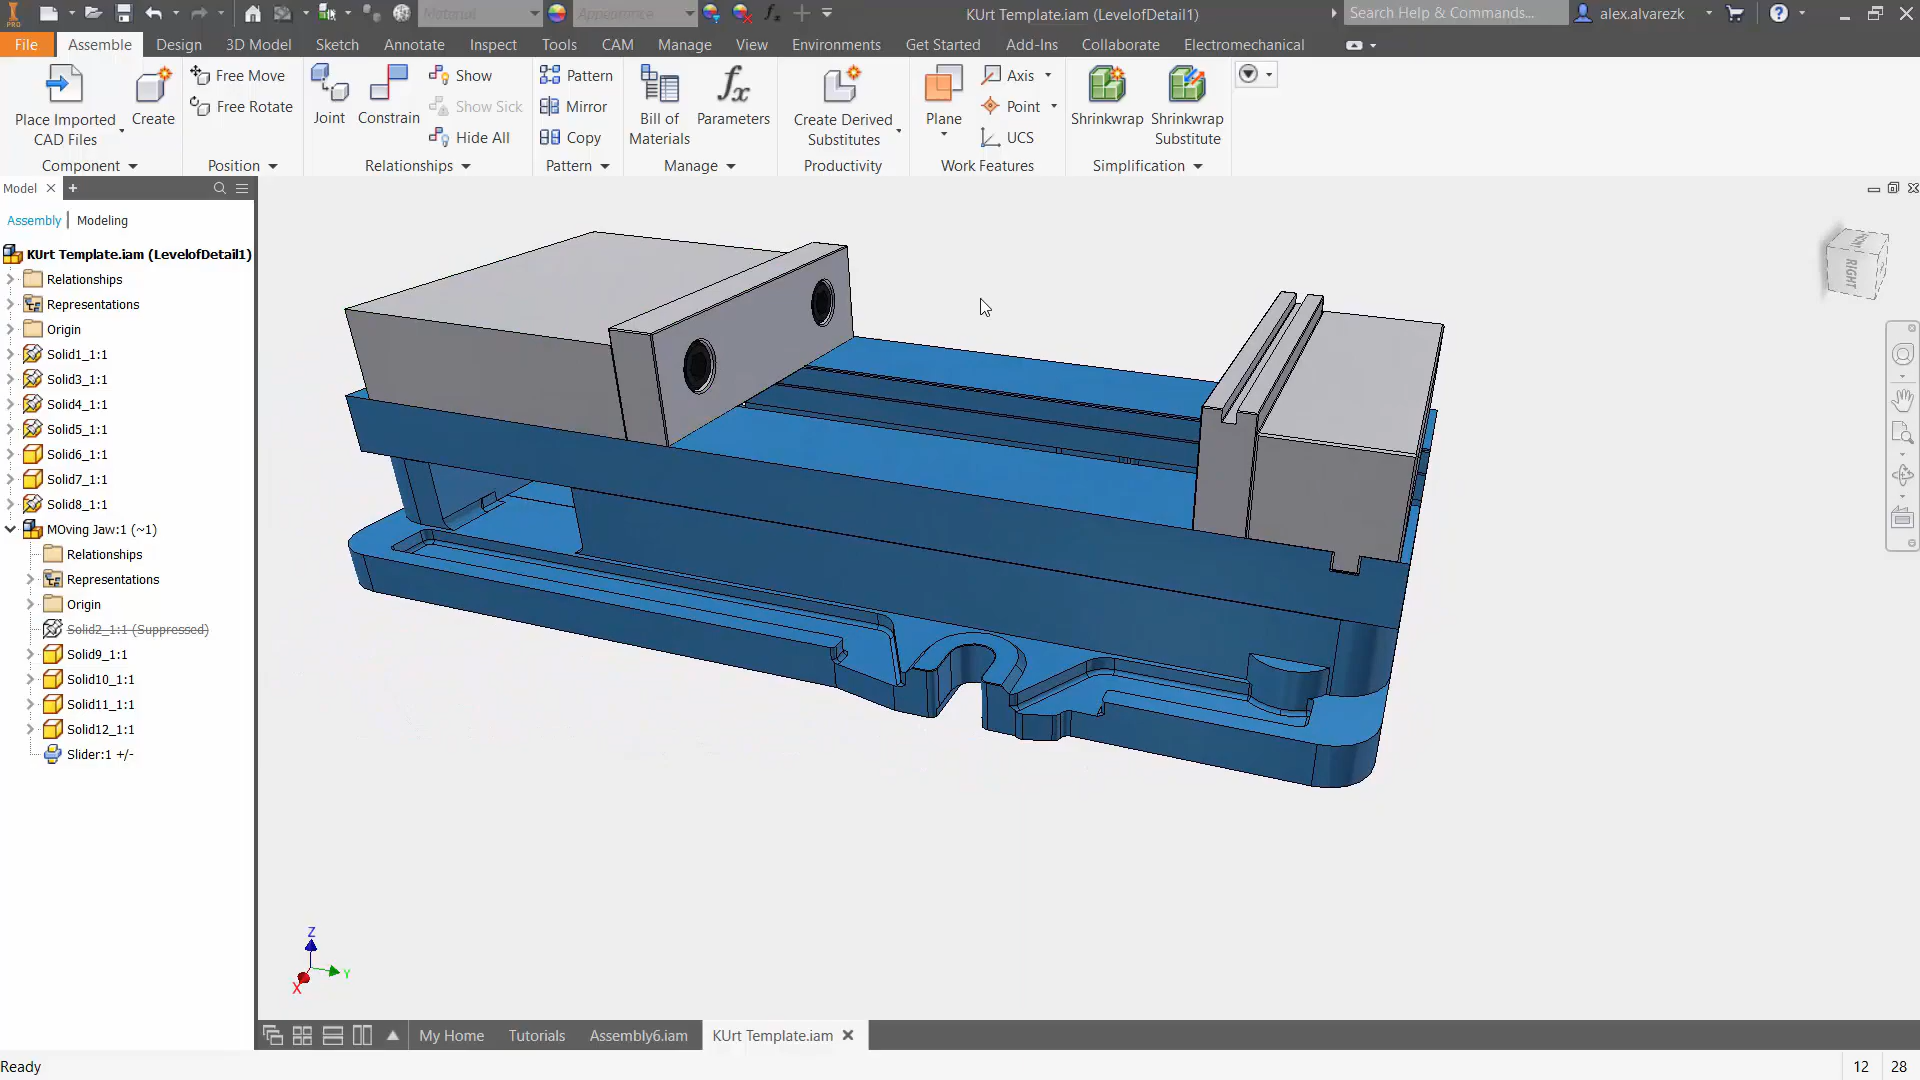 PRO
Material
Appearance
KUrt Template.iam (LevelofDetail1)
Search Help & Commands...
alex.alvarezk
File
Assemble
Design
3D Model
Sketch
Annotate
Inspect
Tools
CAM
Manage
View
Environments
Get Started
Add-Ins
Collaborate
Electromechanical
Place Imported
CAD Files
Create
Free Move
Free Rotate
Joint
Constrain
Show
Show Sick
Hide All
Pattern
Mirror
Copy
Bill of
Materials
Parameters
Create Derived
Substitutes
Plane
Axis
Point
UCS
Shrinkwrap
Shrinkwrap
Substitute
Component
Position
Relationships
Pattern
Manage
Productivity
Work Features
Simplification
Model
Assembly
Modeling
KUrt Template.iam (LevelofDetail1)
Relationships
Representations
Origin
Solid1_1:1
Solid3_1:1
Solid4_1:1
Solid5_1:1
Solid6_1:1
Solid7_1:1
Solid8_1:1
MOving Jaw:1 (~1)
Relationships
Representations
Origin
Solid2_1:1 (Suppressed)
Solid9_1:1
Solid10_1:1
Solid11_1:1
Solid12_1:1
Slider:1 +/-
RIGHT
Z
Y
X
My Home
Tutorials
Assembly6.iam
KUrt Template.iam
Ready
12
28